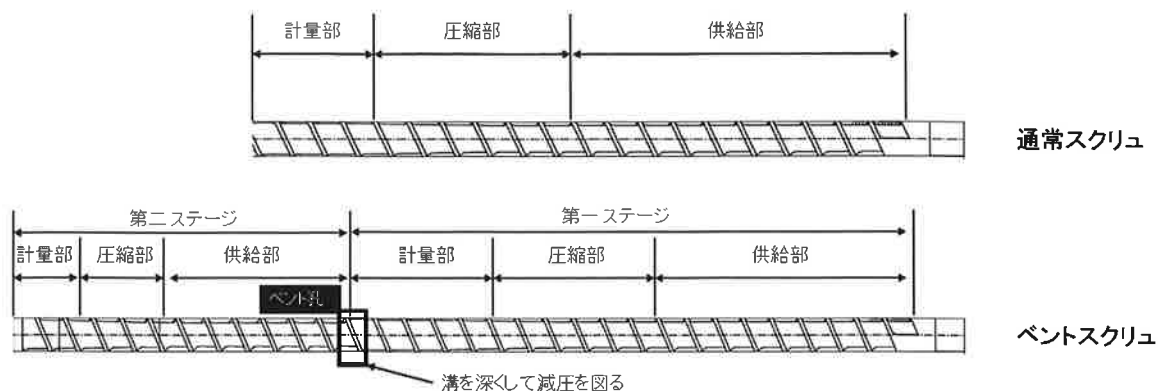 計量部
圧縮部
供給部
通常スクリュ
第二ステージ
第一ステージ
計量部
圧縮部
供給部
計量部
圧縮部
供給部
ベント孔
ベントスクリュ
溝を深くして減圧を図る